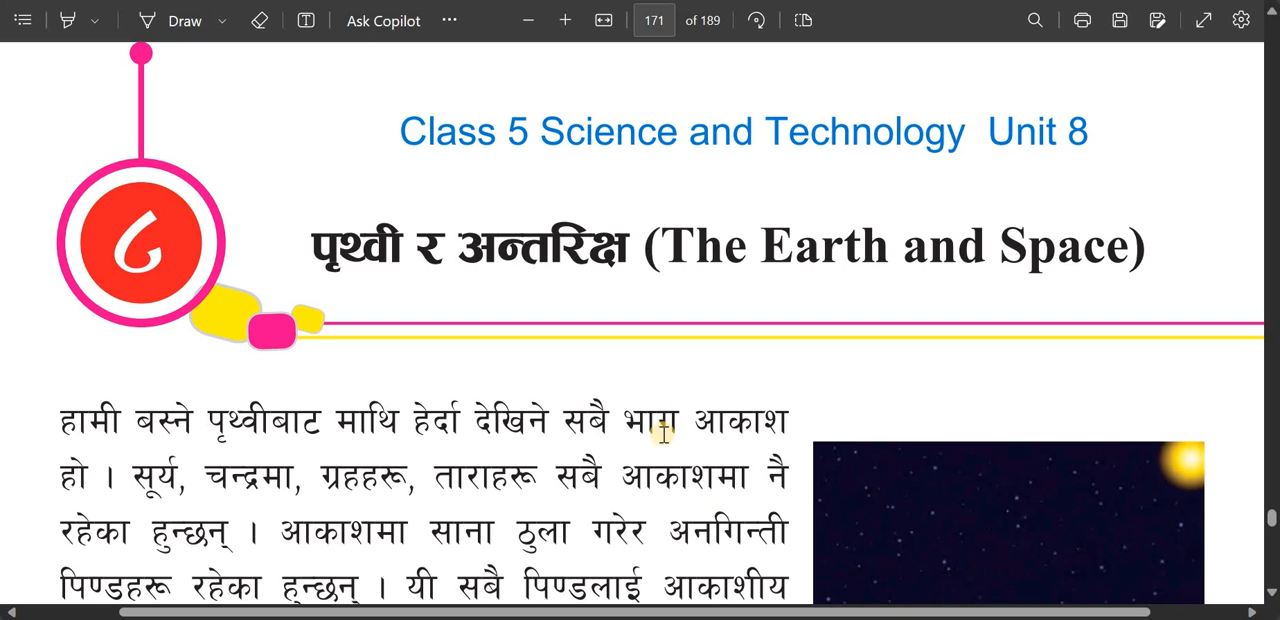 Draw
Ask Copilot
171 of 189
Class 5 Science and Technology Unit 8
८
पृथ्वी र अन्तरिक्ष (The Earth and Space)
हामी बस्ने पृथ्वीबाट माथि हेर्दा देखिने सबै भाग आकाश
हो । सूर्य, चन्द्रमा, ग्रहहरू, ताराहरू सबै आकाशमा नै
रहेका हुन्छन् । आकाशमा साना ठुला गरेर अनगिन्ती
पिण्डहरू रहेका हुन्छन् । यी सबै पिण्डलाई आकाशीय